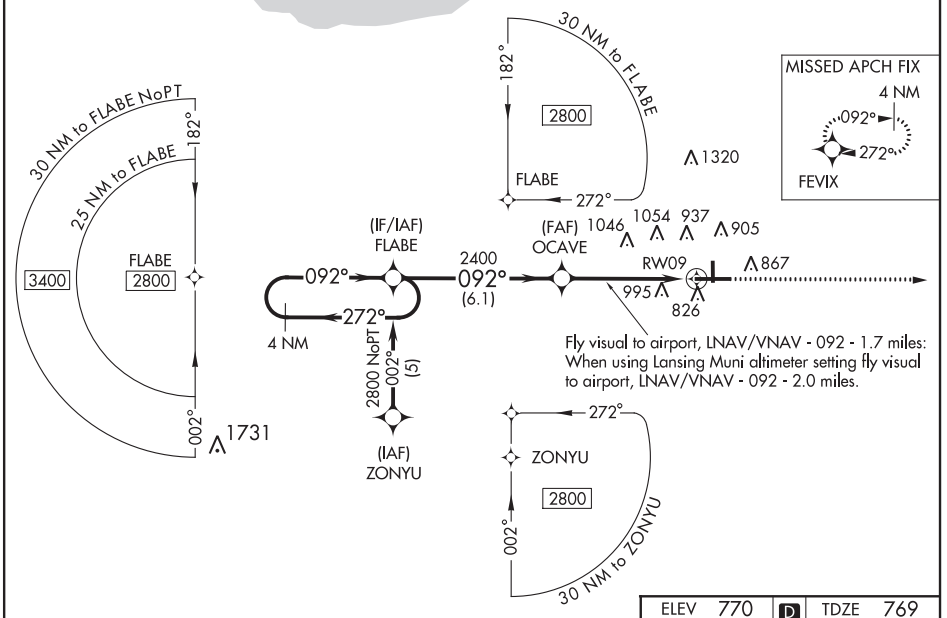 30 NM to FLABE NoPT
182°
25 NM to FLABE
FLABE
3400
2800
002°
1731
30 NM to FLABE
182°
2800
FLABE
272°
1320
MISSED APCH FIX
4 NM
092°
272°
FEVIX
(IF/IAF)
FLABE
092°
272°
4 NM
2400
092°
(6.1)
(FAF)
OCAVE
1046
1054
937
905
RW09
867
995
826
2800 NoPT
002°
(5)
(IAF)
ZONYU
Fly visual to airport, LNAV/VNAV - 092 - 1.7 miles:
When using Lansing Muni altimeter setting fly visual
to airport, LNAV/VNAV - 092 - 2.0 miles.
272°
ZONYU
2800
002°
30 NM to ZONYU
ELEV 770 D TDZE 769